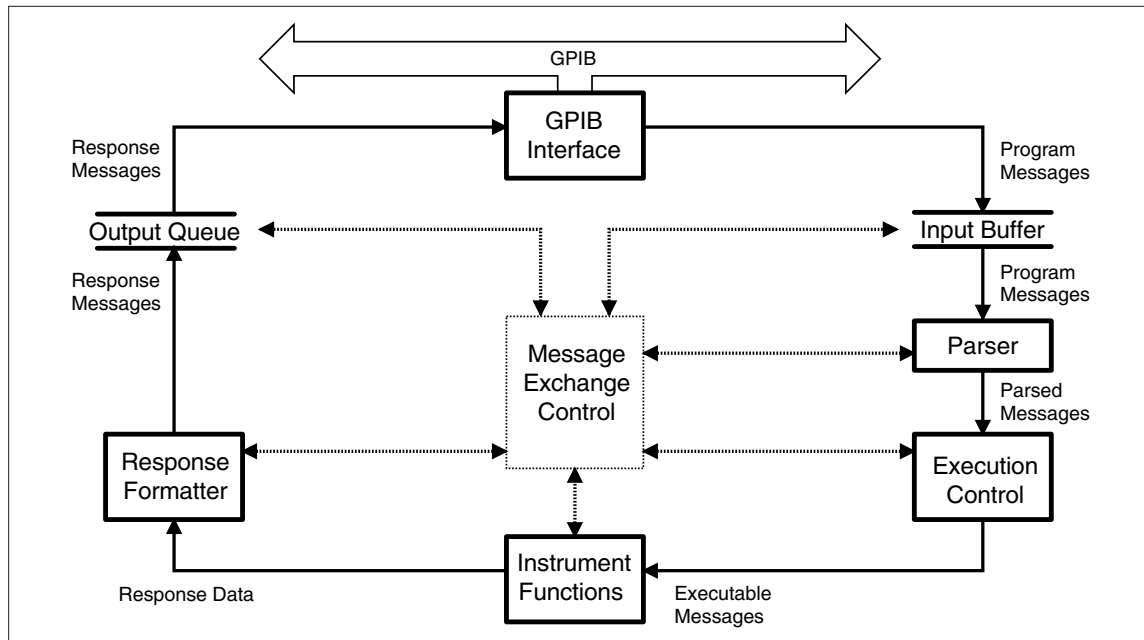 GPIB
GPIB
Interface
Response
Messages
Program
Messages
Output Queue
Input Buffer
Response
Messages
Program
Messages
Message
Exchange
Control
Parser
Parsed
Messages
Response
Formatter
Execution
Control
Instrument
Functions
Response Data
Executable
Messages